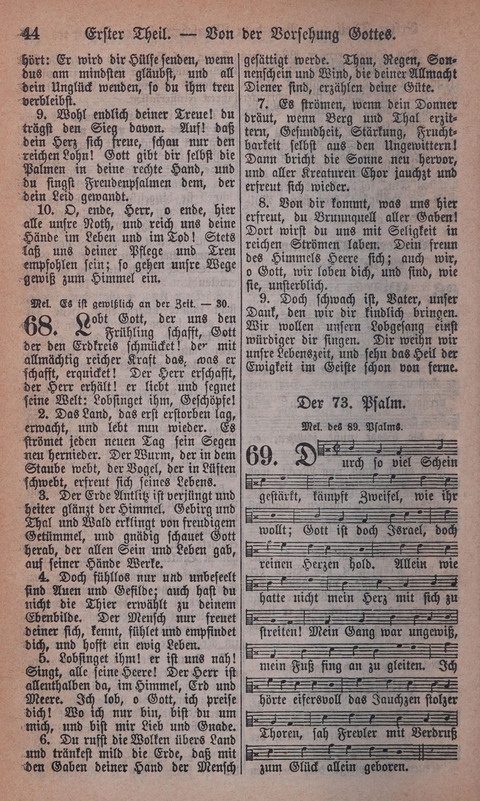 44 Erster Theil. — Von der Vorsehung Gottes.
hört: Er wird dir Hülfe senden, wenn
du's am mindsten gläubst, und all
dein Unglück wenden, so du ihm treu
verbleibst.
9. Wohl endlich deiner Treue! du
trägst den Sieg davon. Auf! daß
dein Herz sich freue, schau nur den
reichen Lohn! Gott gibt dir selbst die
Palmen in deine rechte Hand, und
du singst Freudenpsalmen dem, der
dein Leid gewandt.
10. O, ende, Herr, o ende, hier
alle unsre Noth, und reich uns deine
Hände im Leben und im Tod! Stets
laß uns deiner Pflege und Treu
empfohlen sein; so gehen unsre Wege
gewiß zum Himmel ein.
Mel. Es ist gewißlich an der Zeit. — 30.
68. Lobt Gott, der uns den
Frühling schafft, Gott
der den Erdkreis schmücket! der mit
allmächtig reicher Kraft das, was er
schafft, erquicket! Der Herr erschafft,
der Herr erhält! er liebt und segnet
seine Welt: Lobsinget ihm, Geschöpfe!
2. Das Land, das erst erstorben lag,
erwacht, und lebt nun wieder. Es
strömet jeden neuen Tag sein Segen
neu hernieder. Der Wurm, der in dem
Staube webt, der Vogel, der in Lüften
schwebt, erfreut sich seines Lebens.
3. Der Erde Antlitz ist verjüngt und
heiter glänzt der Himmel. Gebirg und
Thal und Wald erklingt von freudigem
Getümmel, und gnädig schauet Gott
herab, der allen Sein und Leben gab,
auf seiner Hände Werke.
4. Doch fühllos nur und unbeseelt
sind Auen und Gefilde; auch hast du
nicht die Thier erwählt zu deinem
Ebenbilde. Der Mensch nur freuet
deiner sich, kennt, fühlet und empfindet
dich, und hofft ein ewig Leben.
5. Lobsinget ihm! er ist uns nah!
Singt, alle seine Heere! Der Herr ist
allenthalben da, im Himmel, Erd und
Meere. Ich lob, o Gott, ich preise
dich! Wo ich nur bin, bist du um
mich, und bist mir Lieb und Gnade.
6. Du rufst die Wolken übers Land
und tränkest mild die Erde, daß mit
den Gaben deiner Hand der Mensch
gesättigt werde. Thau, Regen, Son-
nenschein und Wind, die deiner Allmacht
Diener sind, erzählen deine Güte.
7. Es strömen, wenn dein Donner
dräut, wenn Berg und Thal erzit-
tern, Gesundheit, Stärkung, Frucht-
barkeit selbst aus den Ungewittern!
Dann bricht die Sonne neu hervor,
und aller Kreaturen Chor jauchzt und
erfreut sich wieder.
8. Von dir kommt, was uns hier
erfreut, du Brunnquell aller Gaben!
Dort wirst du uns mit Seligkeit in
reichen Strömen laben. Dein freun
des Himmels Heere sich; auch wir,
o Gott, wir loben dich, und sind, wie
sie, unsterblich.
9. Doch schwach ist, Vater, unser
Dank, den wir dir kindlich bringen.
Wir wollen unsern Lobgesang einst
würdiger dir singen. Dir weihn wir
unsre Lebenszeit, und sehn das Heil der
Ewigkeit im Geiste schon von ferne.
Der 73. Psalm.
Mel. des 89. Psalms.
69. Durch so viel Schein
gestärkt, kämpft Zweifel, wie ihr
wollt; Gott ist doch Israel, doch
reinen Herzen hold. Allein wie
hatte nicht mein Herz mit sich zu
streiten! Mein Gang war ungewiß,
mein Fuß fing an zu gleiten. Ich
hörte eifersvoll das Jauchzen stolzer
Thoren, sah Frevler mit Verdruß
zum Glück allein geboren.